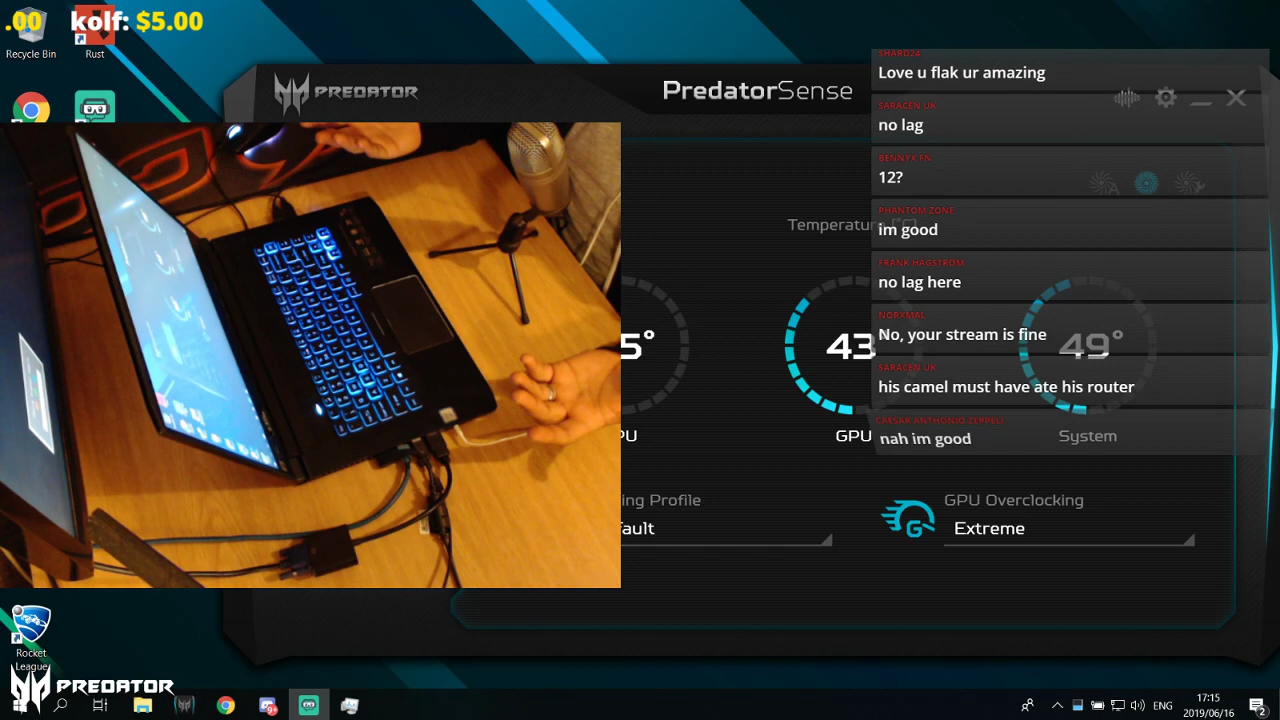 .00 kolf: $5.00
Recycle Bin
Rust
PREDATOR
PredatorSense
SHARD24
Love u flak ur amazing
SARACEN UK
no lag
BENNYX FN
12?
PHANTOM ZONE
im good
FRANK HAGSTROM
no lag here
NORXMAL
No, your stream is fine
SARACEN UK
his camel must have ate his router
CAESAR ANTHONIO ZEPPELI
nah im good
Temperature
5°
43
49°
PU
GPU
System
ing Profile
fault
GPU Overclocking
Extreme
Rocket
League
PREDATOR
ENG
17:15
2019/06/16
2